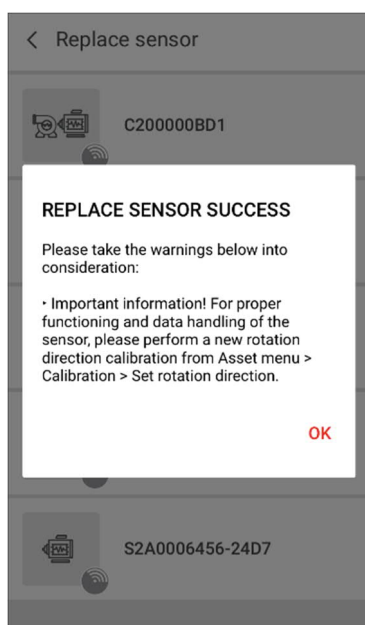 Replace sensor
C200000BD1
REPLACE SENSOR SUCCESS
Please take the warnings below into
consideration:
• Important information! For proper
functioning and data handling of the
sensor, please perform a new rotation
direction calibration from Asset menu >
Calibration > Set rotation direction.
OK
S2A0006456-24D7